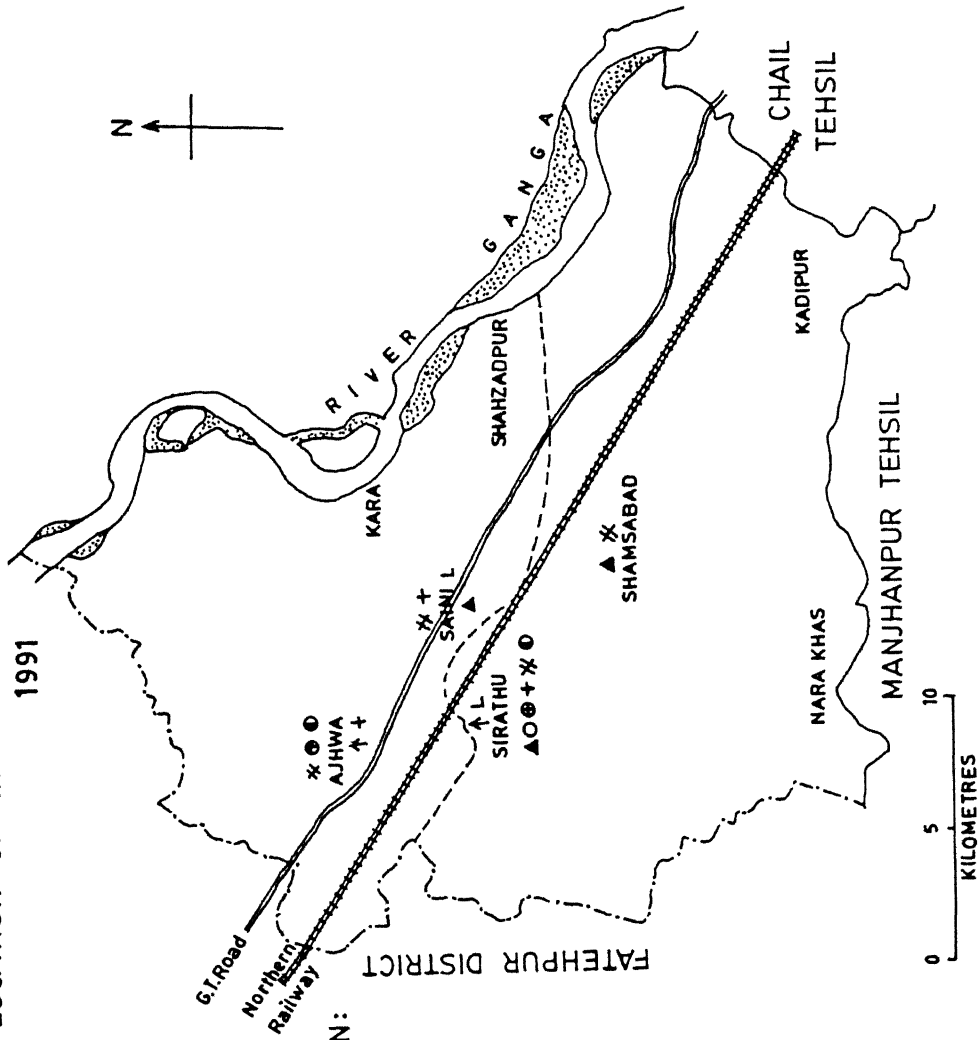 1991
N
RIVER GANGA
G.T.Road
Northern
Railway
AJHWA
KARA
SAINI L
SHAHZADPUR
L
SIRATHU
SHAMSABAD
CHAIL
TEHSIL
KADIPUR
NARA KHAS
MANJHANPUR TEHSIL
FATEHPUR DISTRICT
N:
0 5 10
KILOMETRES